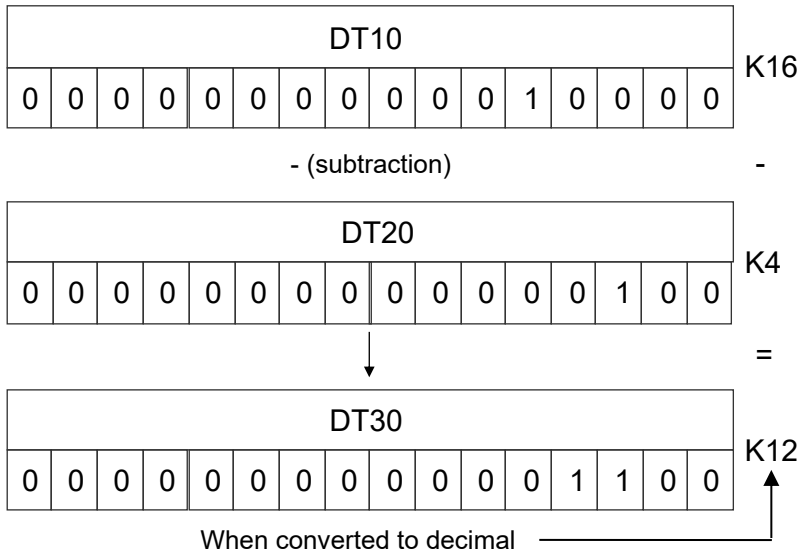 DT10
K16
0 0 0 0 0 0 0 0 0 0 0 1 0 0 0 0
- (subtraction) -
DT20
K4
0 0 0 0 0 0 0 0 0 0 0 0 0 1 0 0
=
DT30
K12
0 0 0 0 0 0 0 0 0 0 0 0 1 1 0 0
When converted to decimal